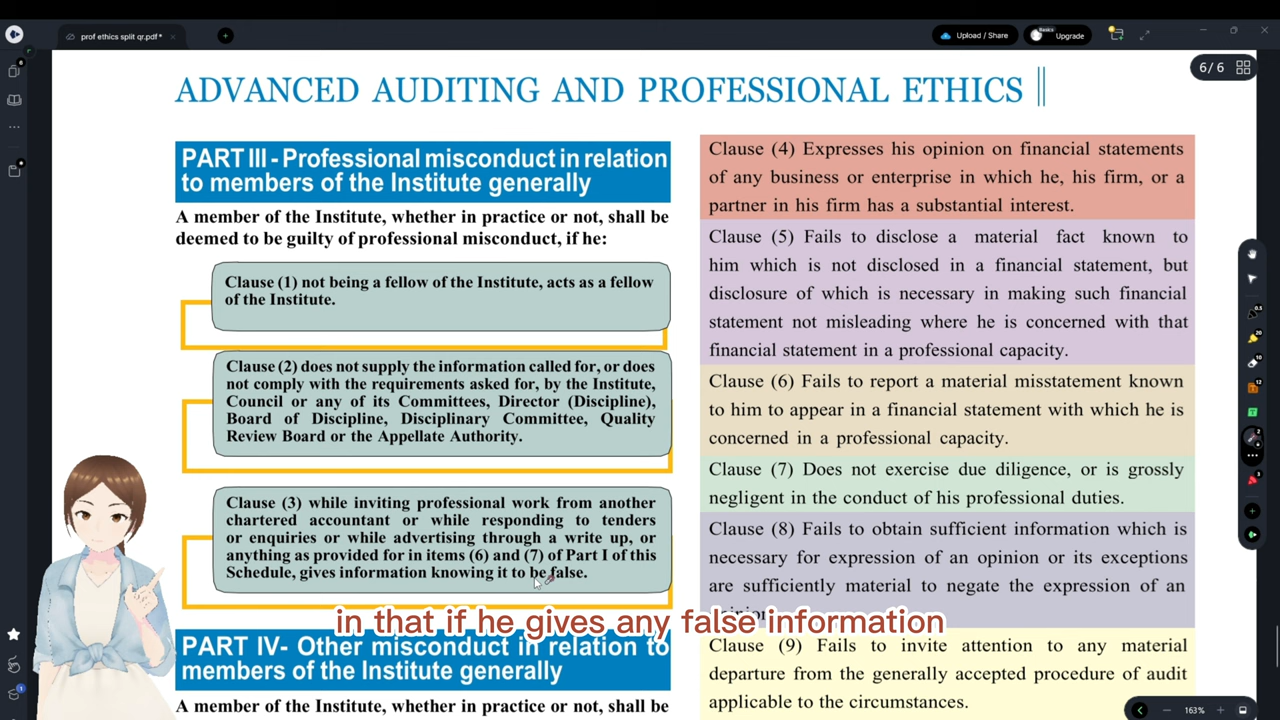 prof ethics split qr.pdf*
Upload / Share
Basics
Upgrade
6/6
ADVANCED AUDITING AND PROFESSIONAL ETHICS
PART III - Professional misconduct in relation
to members of the Institute generally
A member of the Institute, whether in practice or not, shall be
deemed to be guilty of professional misconduct, if he:
Clause (1) not being a fellow of the Institute, acts as a fellow
of the Institute.
Clause (2) does not supply the information called for, or does
not comply with the requirements asked for, by the Institute,
Council or any of its Committees, Director (Discipline),
Board of Discipline, Disciplinary Committee, Quality
Review Board or the Appellate Authority.
Clause (3) while inviting professional work from another
chartered accountant or while responding to tenders
or enquiries or while advertising through a write up, or
anything as provided for in items (6) and (7) of Part I of this
Schedule, gives information knowing it to be false.
PART IV- Other misconduct in relation to
members of the Institute generally
A member of the Institute, whether in practice or not, shall be
Clause (4) Expresses his opinion on financial statements
of any business or enterprise in which he, his firm, or a
partner in his firm has a substantial interest.
Clause (5) Fails to disclose a material fact known to
him which is not disclosed in a financial statement, but
disclosure of which is necessary in making such financial
statement not misleading where he is concerned with that
financial statement in a professional capacity.
Clause (6) Fails to report a material misstatement known
to him to appear in a financial statement with which he is
concerned in a professional capacity.
Clause (7) Does not exercise due diligence, or is grossly
negligent in the conduct of his professional duties.
Clause (8) Fails to obtain sufficient information which is
necessary for expression of an opinion or its exceptions
are sufficiently material to negate the expression of an
Clause (9) Fails to invite attention to any material
departure from the generally accepted procedure of audit
applicable to the circumstances.
in that if he gives any false information
163%